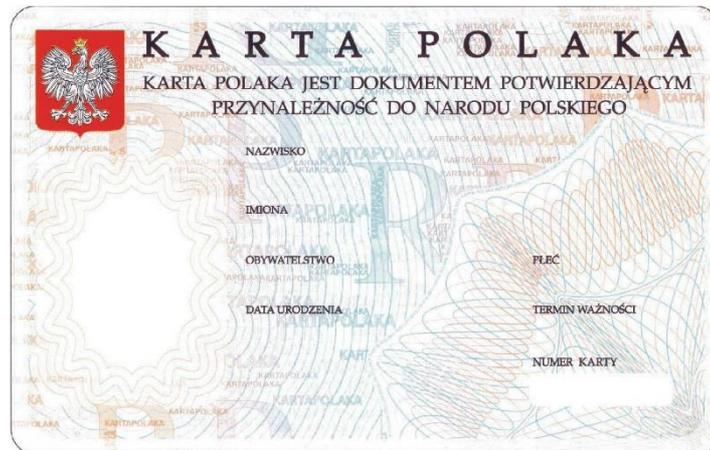 KARTA POLAKA
KARTA POLAKA JEST DOKUMENTEM POTWIERDZAJĄCYM
PRZYNALEŻNOŚĆ DO NARODU POLSKIEGO
NAZWISKO
IMIONA
OBYWATELSTWO
PŁEĆ
DATA URODZENIA
TERMIN WAŻNOŚCI
NUMER KARTY